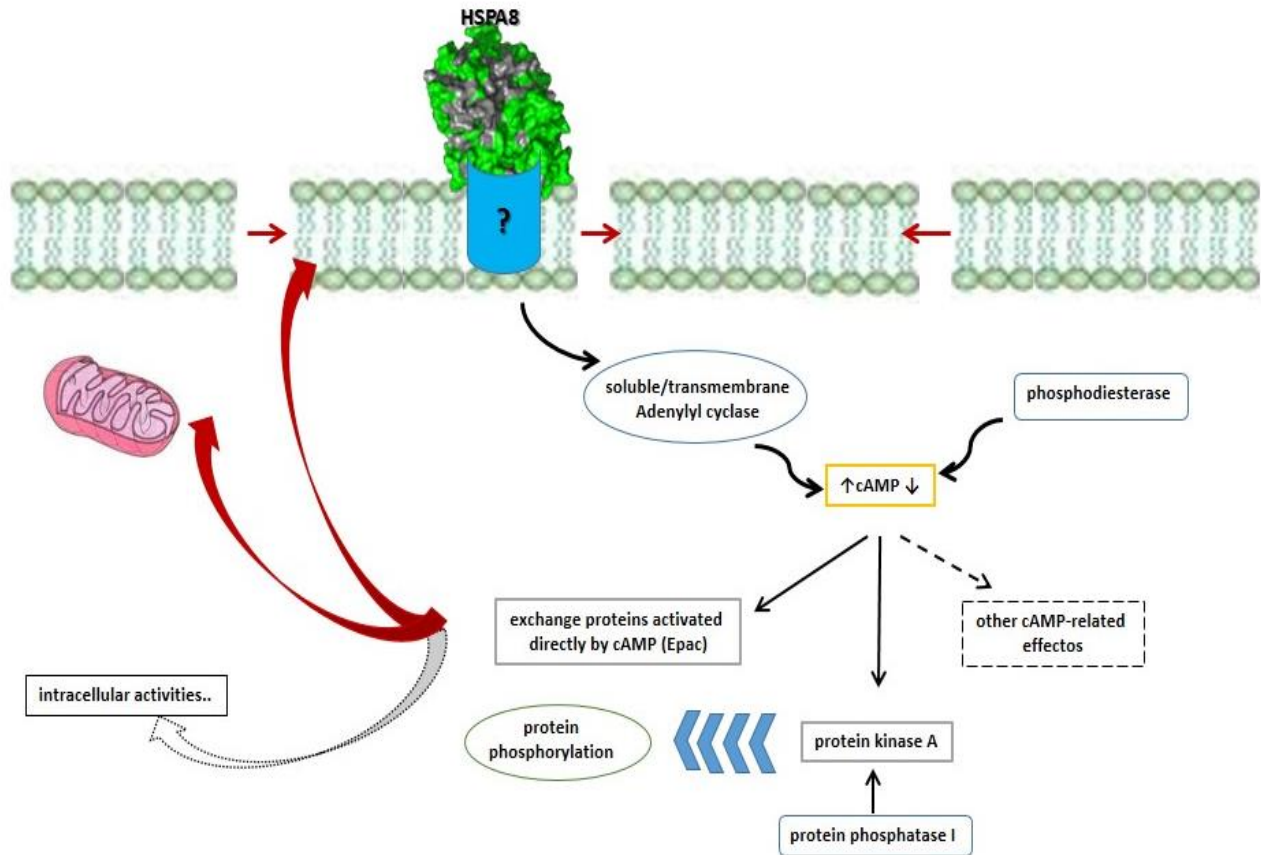 HSPA8
?
soluble/transmembrane
Adenylyl cyclase
phosphodiesterase
↑cAMP ↓
exchange proteins activated
directly by cAMP (Epac)
other cAMP-related
effectos
intracellular activities..
protein
phosphorylation
protein kinase A
protein phosphatase I